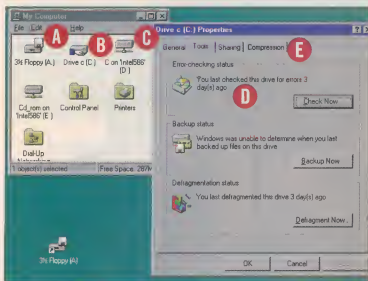 My Computer
File Edit Help
A
B
C
3½ Floppy (A:)
Drive c (C:)
C on '1ntel586' (D:)
Cd_rom on '1ntel586' (E:)
Control Panel
Printers
Dial-Up Networking
1 object(s) selected
Free Space: 287M
3½ Floppy (A)
Drive c (C:) Properties
General Tools Sharing Compression
E
Error-checking status
You last checked this drive for errors 3 day(s) ago
D
Check Now
Backup status
Windows was unable to determine when you last backed up files on this drive
Backup Now
Defragmentation status
You last defragmented this drive 3 day(s) ago
Defragment Now...
OK
Cancel